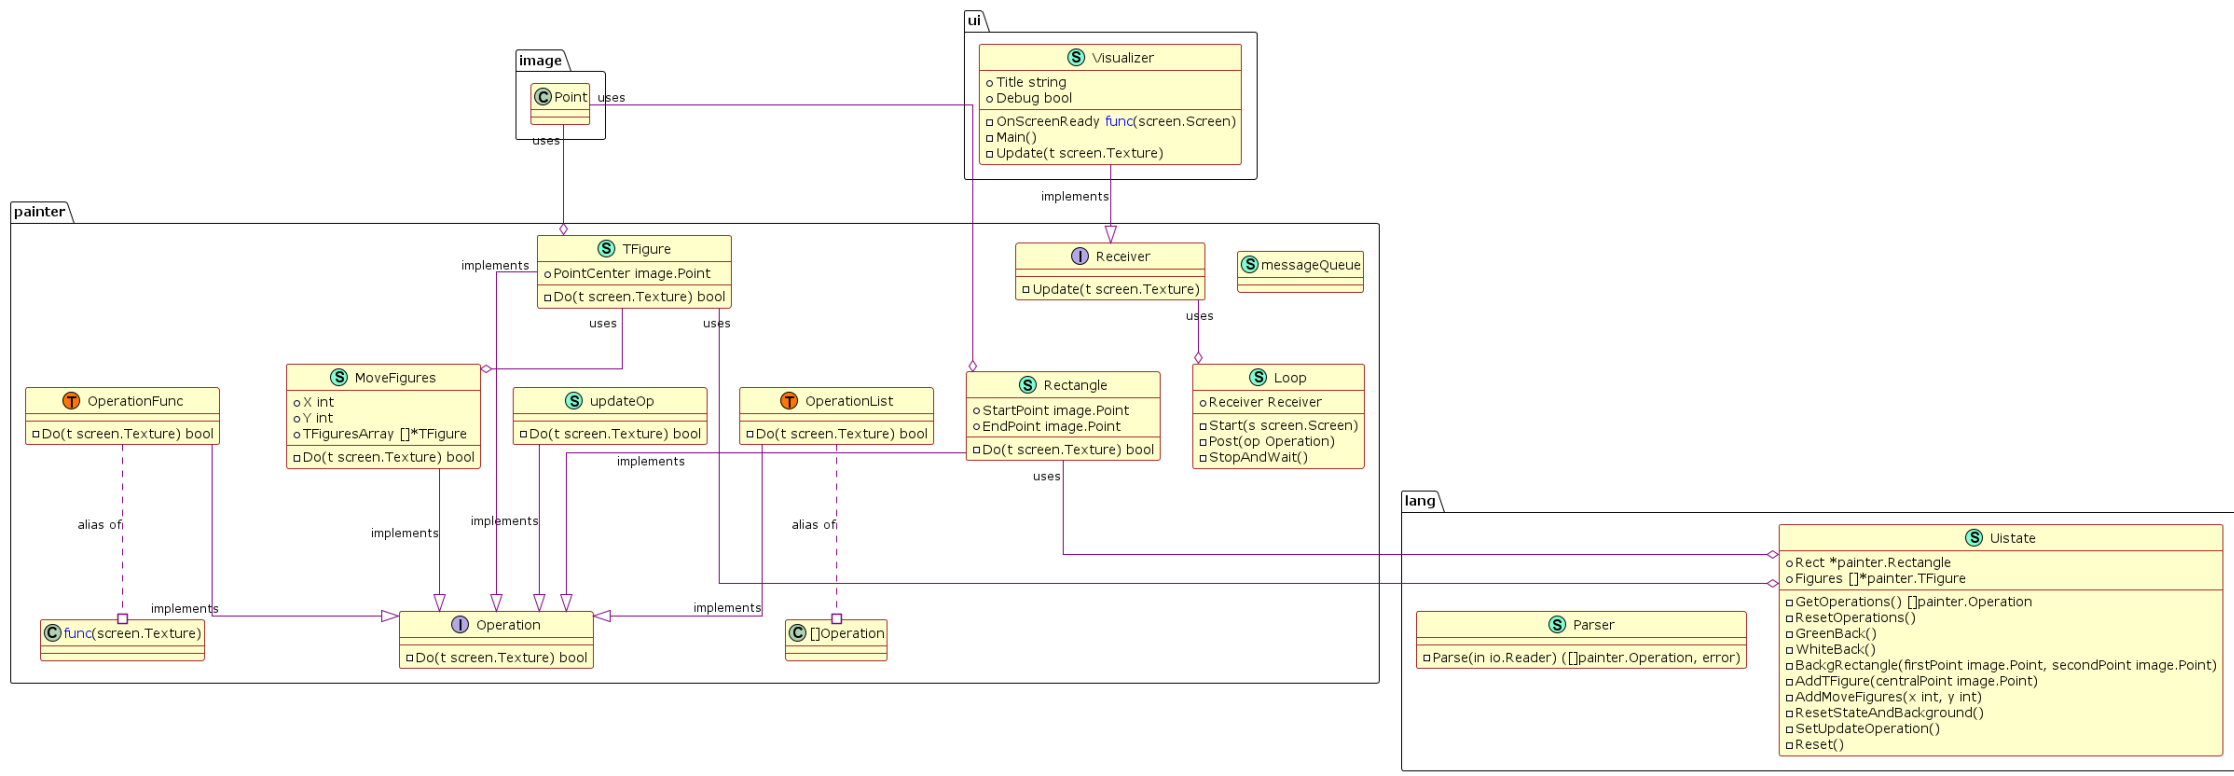 ui
S Visualizer
Title string
Debug bool
OnScreenReady func(screen.Screen)
Main()
Update(t screen.Texture)
image
C Point
uses
uses
implements
painter
S TFigure
PointCenter image.Point
Do(t screen.Texture) bool
implements
uses
uses
I Receiver
Update(t screen.Texture)
uses
S messageQueue
T OperationFunc
Do(t screen.Texture) bool
S MoveFigures
X int
Y int
TFiguresArray []*TFigure
Do(t screen.Texture) bool
S updateOp
Do(t screen.Texture) bool
T OperationList
Do(t screen.Texture) bool
S Rectangle
StartPoint image.Point
EndPoint image.Point
Do(t screen.Texture) bool
S Loop
Receiver Receiver
Start(s screen.Screen)
Post(op Operation)
StopAndWait()
implements
uses
alias of
implements
implements
alias of
implements
implements
C func(screen.Texture)
I Operation
Do(t screen.Texture) bool
C []Operation
lang
S Parser
Parse(in io.Reader) ([]painter.Operation, error)
S Uistate
Rect *painter.Rectangle
Figures []*painter.TFigure
GetOperations() []painter.Operation
ResetOperations()
GreenBack()
WhiteBack()
BackgRectangle(firstPoint image.Point, secondPoint image.Point)
AddTFigure(centralPoint image.Point)
AddMoveFigures(x int, y int)
ResetStateAndBackground()
SetUpdateOperation()
Reset()